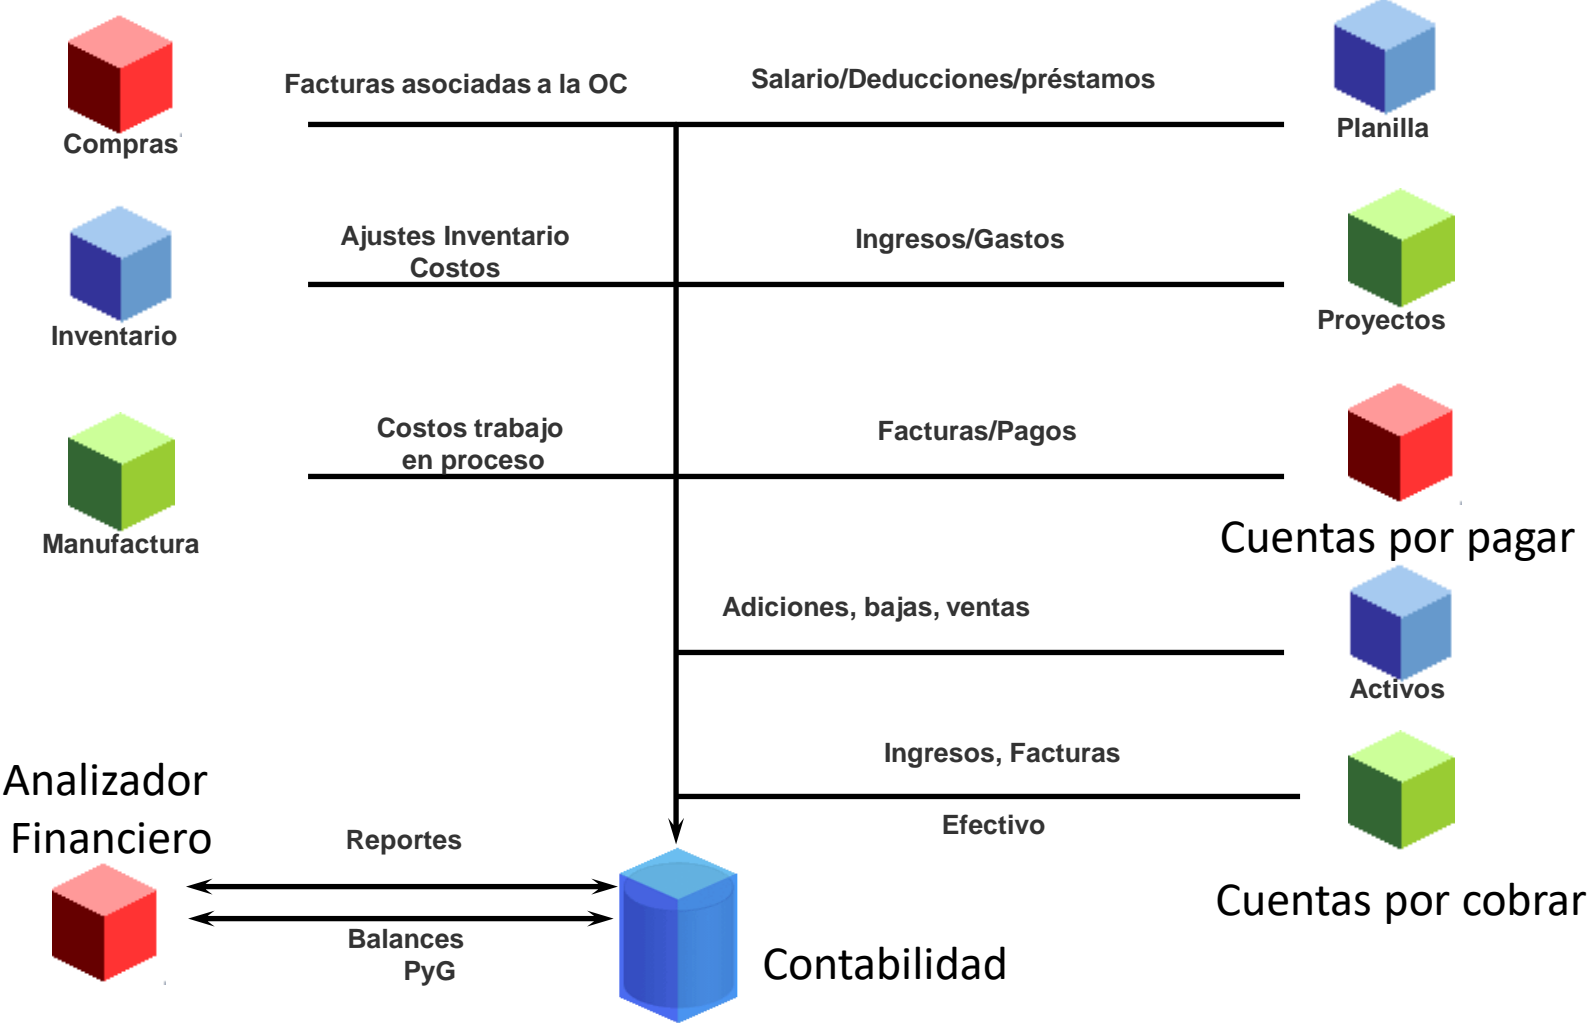 Facturas asociadas a la OC
Salario/Deducciones/préstamos
Compras
Planilla
Ajustes Inventario
Costos
Ingresos/Gastos
Inventario
Proyectos
Costos trabajo
en proceso
Facturas/Pagos
Manufactura
Cuentas por pagar
Adiciones, bajas, ventas
Activos
Ingresos, Facturas
Efectivo
Analizador
Financiero
Reportes
Cuentas por cobrar
Balances
PyG
Contabilidad